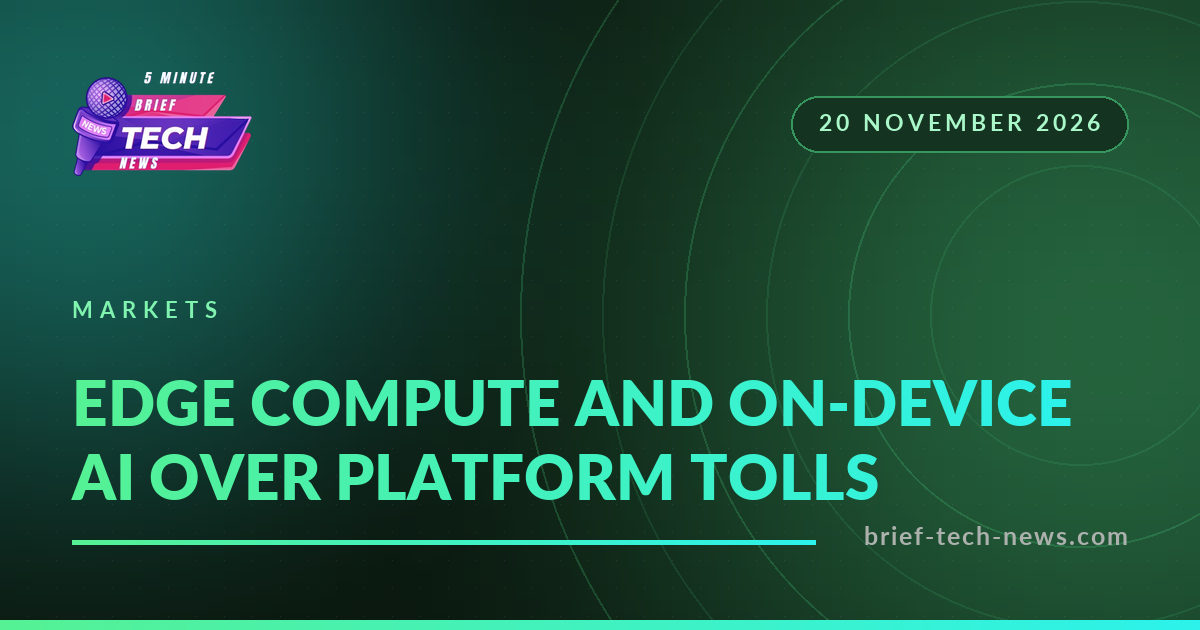 5 MINUTE
BRIEF
NEWS
TECH
NEWS
20 NOVEMBER 2026
MARKETS
EDGE COMPUTE AND ON-DEVICE
AI OVER PLATFORM TOLLS
brief-tech-news.com